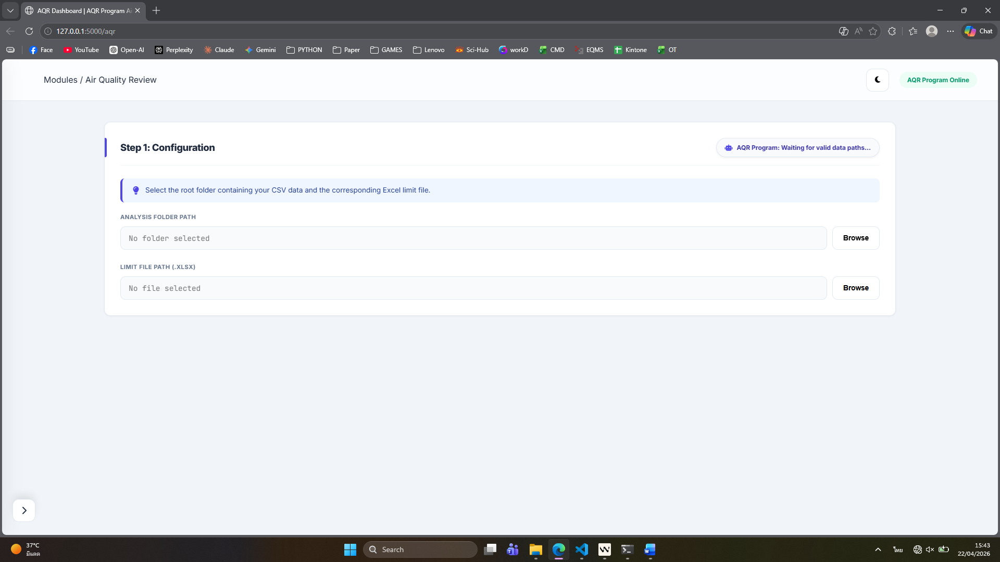 AQR Dashboard | AQR Program Ai
127.0.0.1:5000/aqr
Chat
Face
YouTube
Open-AI
Perplexity
Claude
Gemini
PYTHON
Paper
GAMES
Lenovo
Sci-Hub
workD
CMD
EQMS
Kintone
OT
Modules / Air Quality Review
AQR Program Online
Step 1: Configuration
AQR Program: Waiting for valid data paths...
Select the root folder containing your CSV data and the corresponding Excel limit file.
ANALYSIS FOLDER PATH
No folder selected
Browse
LIMIT FILE PATH (.XLSX)
No file selected
Browse
37°C
มีแดด
Search
ไทย
15:43
22/04/2026